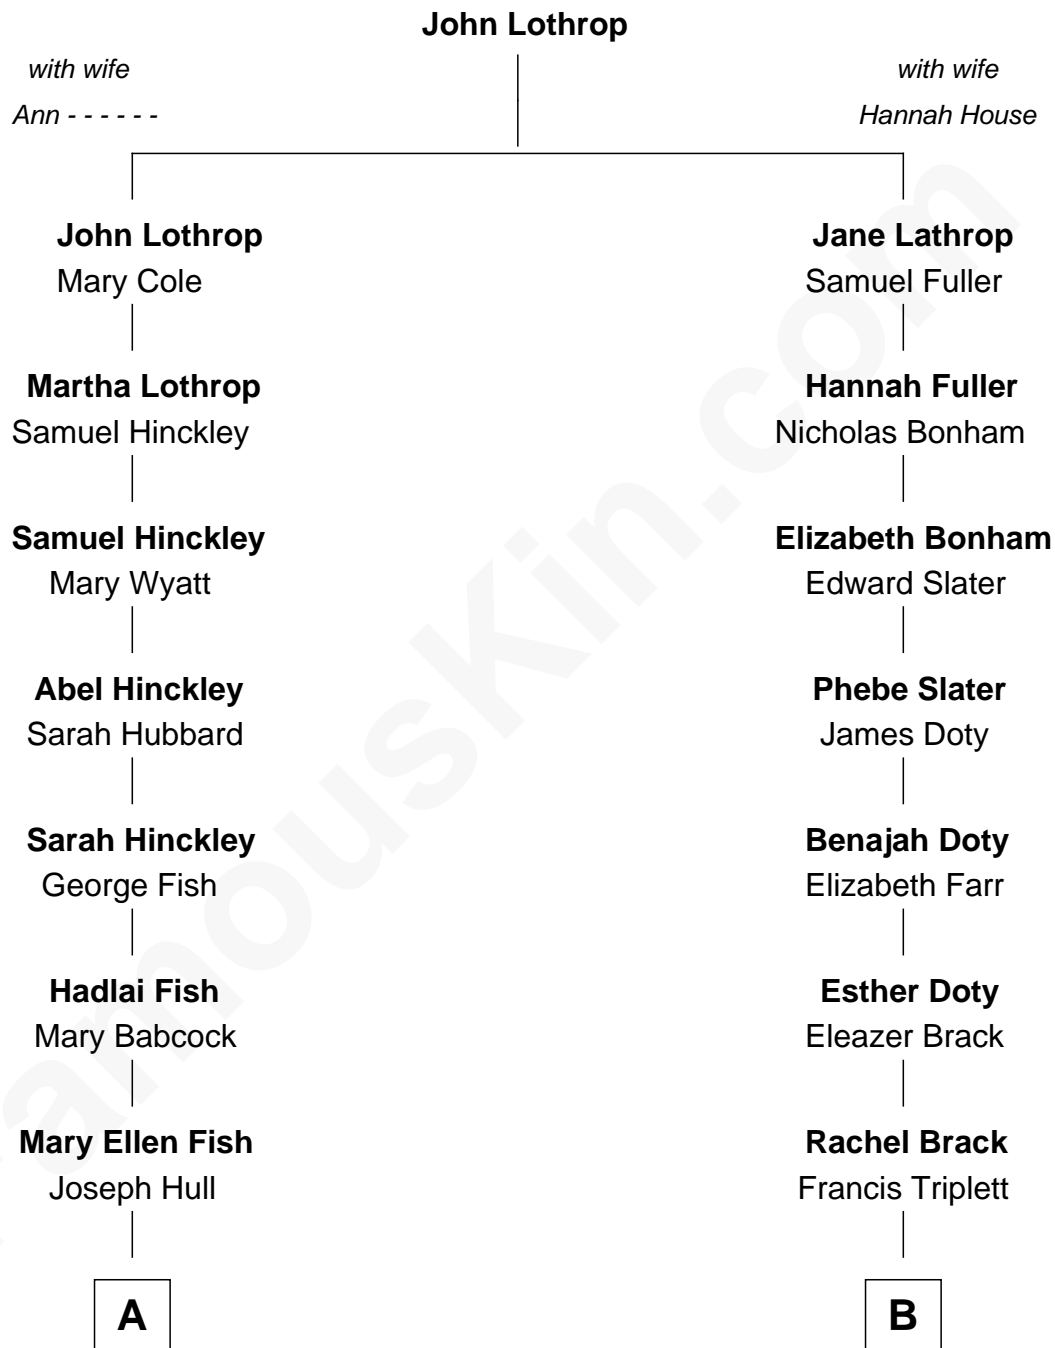 John Lothrop
with wife
Ann - - - - - -
with wife
Hannah House
John Lothrop
Mary Cole
Jane Lathrop
Samuel Fuller
Martha Lothrop
Samuel Hinckley
Hannah Fuller
Nicholas Bonham
Samuel Hinckley
Mary Wyatt
Elizabeth Bonham
Edward Slater
Abel Hinckley
Sarah Hubbard
Phebe Slater
James Doty
Sarah Hinckley
George Fish
Benajah Doty
Elizabeth Farr
Hadlai Fish
Mary Babcock
Esther Doty
Eleazer Brack
Mary Ellen Fish
Joseph Hull
Rachel Brack
Francis Triplett
A
B
FamousKin.com